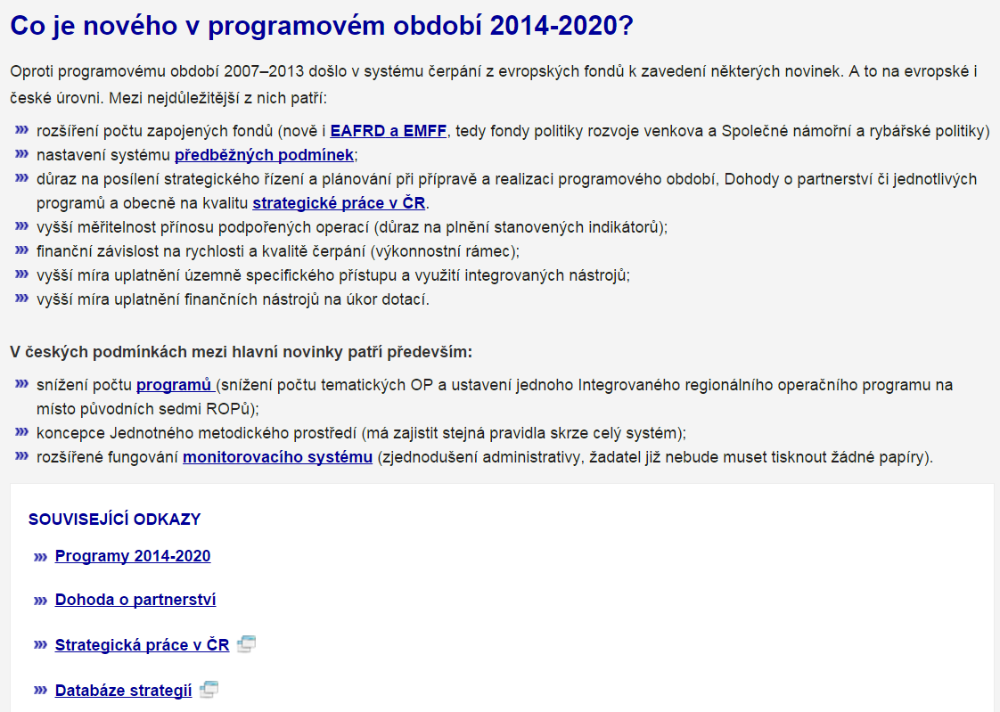 Co je nového v programovém období 2014-2020?
Oproti programovému období 2007–2013 došlo v systému čerpání z evropských fondů k zavedení některých novinek. A to na evropské i
české úrovni. Mezi nejdůležitější z nich patří:
rozšíření počtu zapojených fondů (nově i EAFRD a EMFF, tedy fondy politiky rozvoje venkova a Společné námořní a rybářské politiky)
nastavení systému předběžných podmínek;
důraz na posílení strategického řízení a plánování při přípravě a realizaci programového období, Dohody o partnerství či jednotlivých
programů a obecně na kvalitu strategické práce v ČR.
vyšší měřitelnost přínosu podpořených operací (důraz na plnění stanovených indikátorů);
finanční závislost na rychlosti a kvalitě čerpání (výkonnostní rámec);
vyšší míra uplatnění územně specifického přístupu a využití integrovaných nástrojů;
vyšší míra uplatnění finančních nástrojů na úkor dotací.
V českých podmínkách mezi hlavní novinky patří především:
snížení počtu programů (snížení počtu tematických OP a ustavení jednoho Integrovaného regionálního operačního programu na
místo původních sedmi ROPů);
koncepce Jednotného metodického prostředí (má zajistit stejná pravidla skrze celý systém);
rozšířené fungování monitorovacího systému (zjednodušení administrativy, žadatel již nebude muset tisknout žádné papíry).
SOUVISEJÍCÍ ODKAZY
Programy 2014-2020
Dohoda o partnerství
Strategická práce v ČR
Databáze strategií